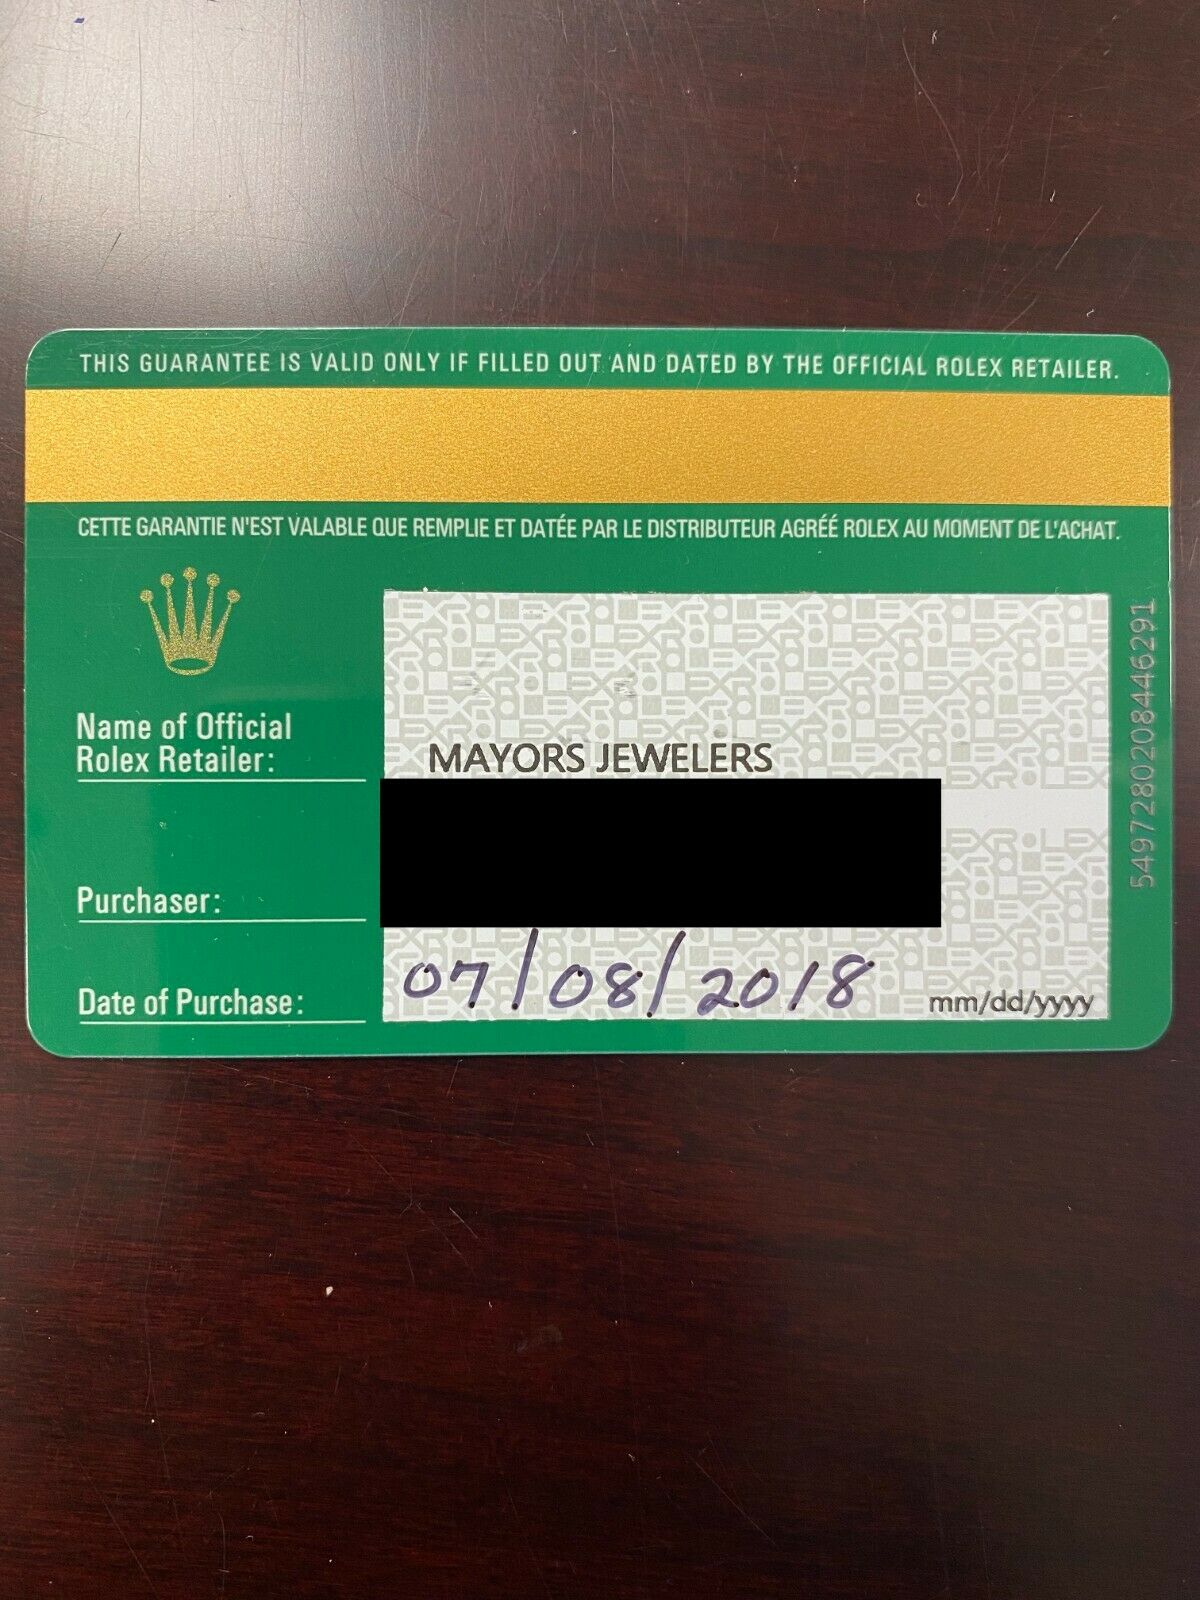 THIS GUARANTEE IS VALID ONLY IF FILLED OUT AND DATED BY THE OFFICIAL ROLEX RETAILER.
CETTE GARANTIE N'EST VALABLE QUE REMPLIE ET DATÉE PAR LE DISTRIBUTEUR AGRÉÉ ROLEX AU MOMENT DE L'ACHAT.
Name of Official
Rolex Retailer:
MAYORS JEWELERS
Purchaser:
Date of Purchase:
07/08/2018
mm/dd/yyyy
5497280208446291